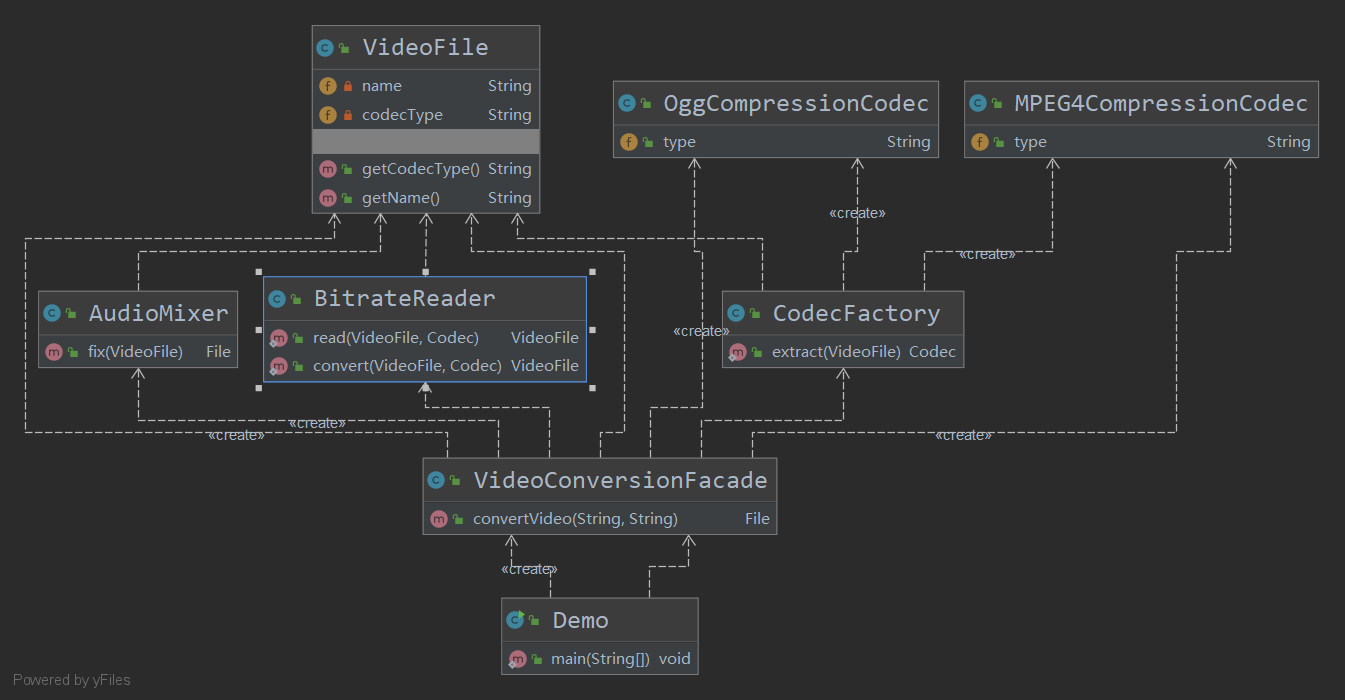 VideoFile
name String
codecType String
getCodecType() String
getName() String
OggCompressionCodec
type String
MPEG4CompressionCodec
type String
«create»
«create»
AudioMixer
fix(VideoFile) File
BitrateReader
read(VideoFile, Codec) VideoFile
convert(VideoFile, Codec) VideoFile
«create»
CodecFactory
extract(VideoFile) Codec
«create»
«create»
«create»
VideoConversionFacade
convertVideo(String, String) File
«create»
Demo
main(String[]) void
Powered by yFiles